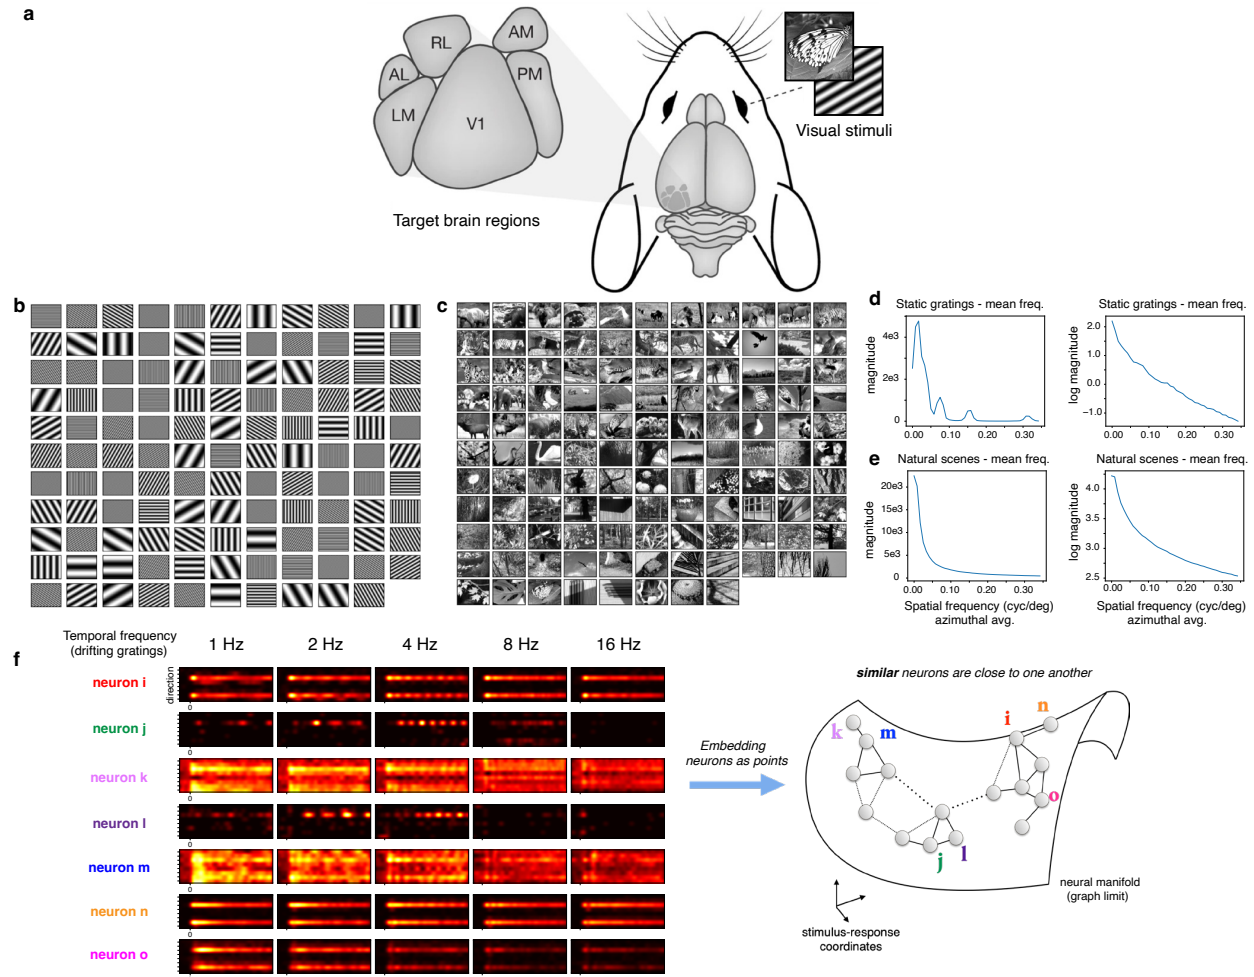 a
RL
AM
AL
PM
LM
V1
Target brain regions
Visual stimuli
b
c
d
Static gratings - mean freq.
magnitude
4e3
2e3
0
0.00 0.10 0.20 0.30
Static gratings - mean freq.
log magnitude
2.0
1.0
0.0
−1.0
0.00 0.10 0.20 0.30
e
Natural scenes - mean freq.
magnitude
20e3
15e3
10e3
5e3
0
0.00 0.10 0.20 0.30
Spatial frequency (cyc/deg)
azimuthal avg.
Natural scenes - mean freq.
log magnitude
4.0
3.5
3.0
2.5
0.00 0.10 0.20 0.30
Spatial frequency (cyc/deg)
azimuthal avg.
f
Temporal frequency
(drifting gratings)
1 Hz 2 Hz 4 Hz 8 Hz 16 Hz
direction
neuron i
0 0 0 0 0
neuron j
0
neuron k
0
neuron l
0
neuron m
0
neuron n
neuron o
Embedding
neurons as points
similar neurons are close to one another
k
m
i
n
o
j
l
neural manifold
(graph limit)
stimulus-response
coordinates